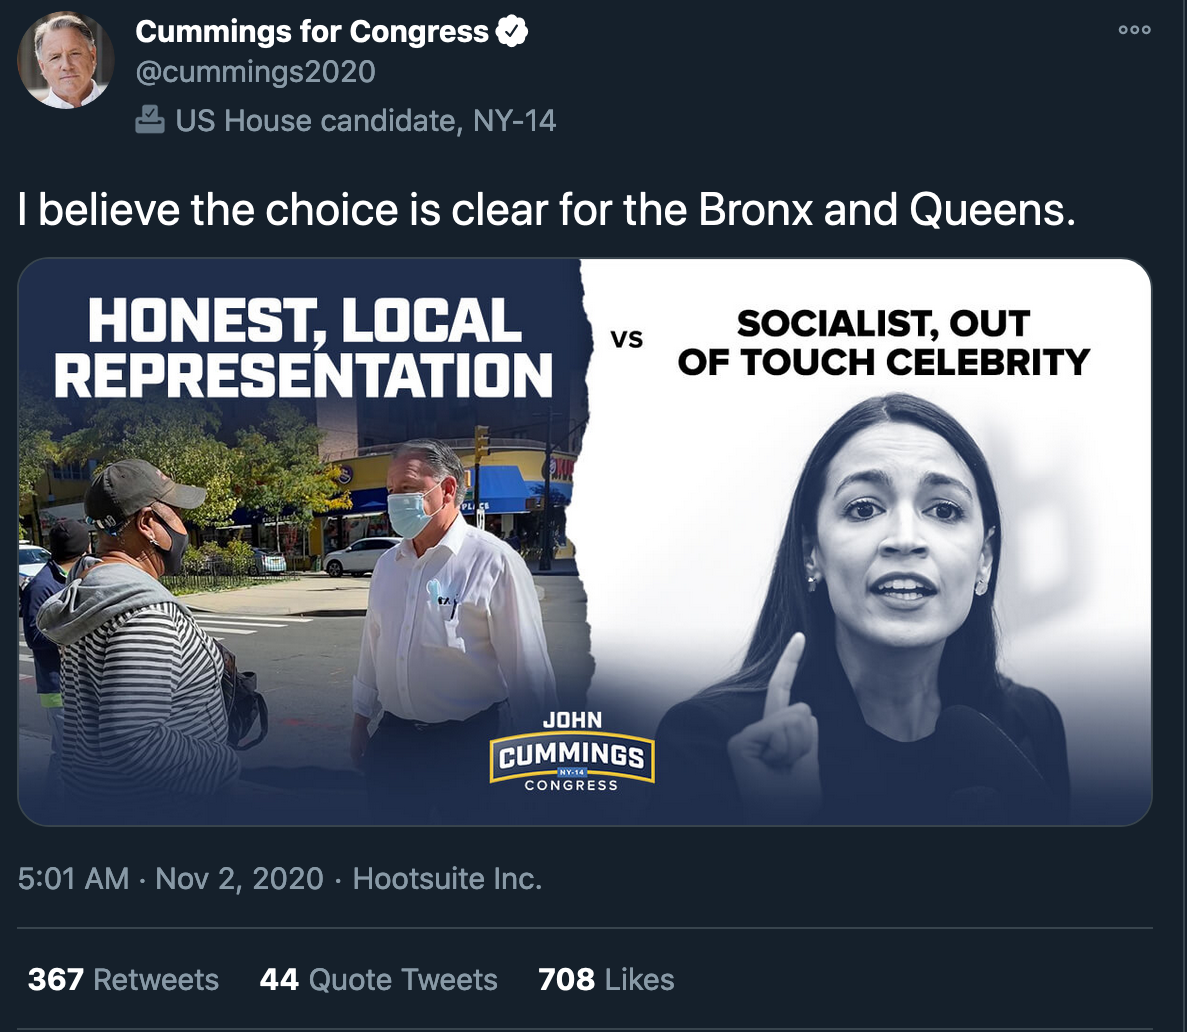 Cummings for Congress
@cummings2020
US House candidate, NY-14
I believe the choice is clear for the Bronx and Queens.
HONEST, LOCAL
REPRESENTATION
VS
SOCIALIST, OUT
OF TOUCH CELEBRITY
JOHN
CUMMINGS
NY-14
CONGRESS
5:01 AM · Nov 2, 2020 · Hootsuite Inc.
367 Retweets 44 Quote Tweets 708 Likes